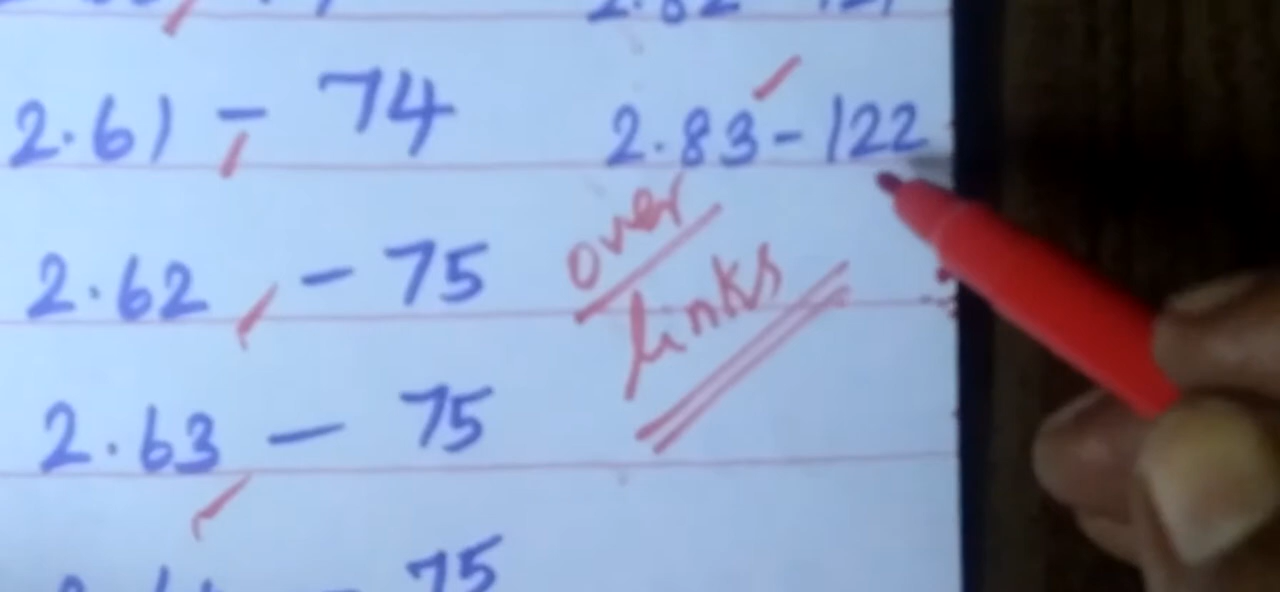 2.61 - 74
2.62 - 75
2.63 - 75
75
2.83 - 122
over
links